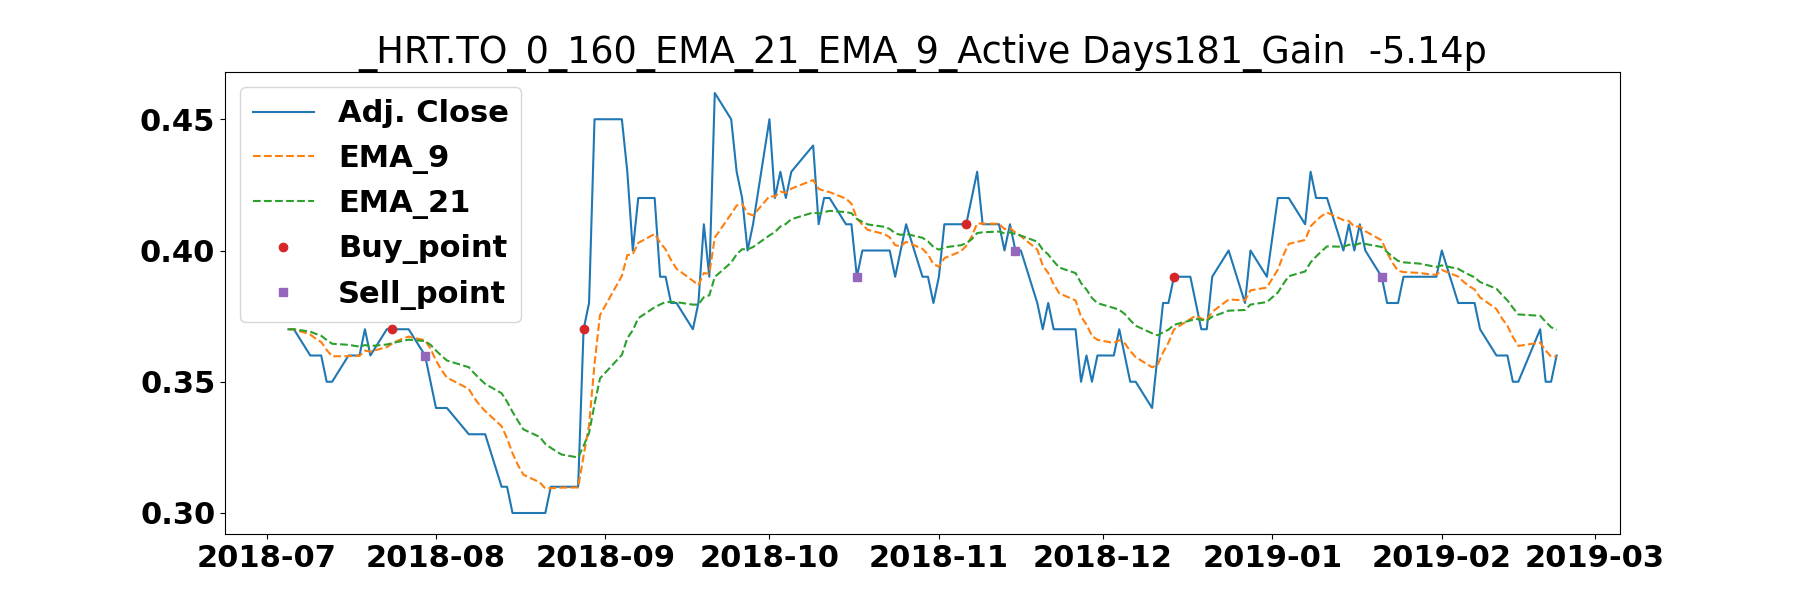 _HRT.TO_0_160_EMA_21_EMA_9_Active Days181_Gain  -5.14p
Adj. Close
EMA_9
EMA_21
Buy_point
Sell_point
0.45
0.40
0.35
0.30
2018-07 2018-08 2018-09 2018-10 2018-11 2018-12 2019-01 2019-02 2019-03